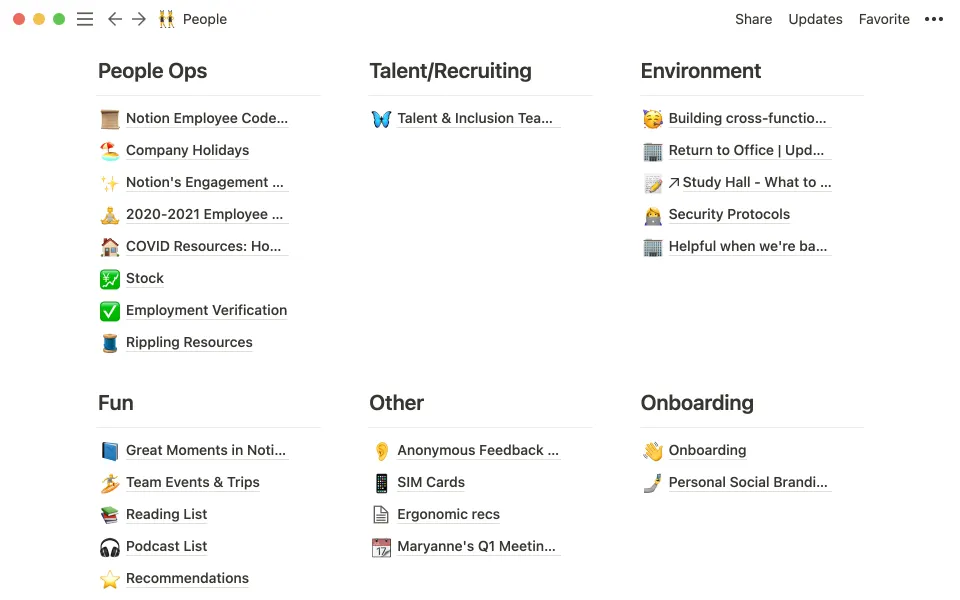 People
Share Updates Favorite
People Ops
Notion Employee Code...
Company Holidays
Notion's Engagement ...
2020-2021 Employee ...
COVID Resources: Ho...
Stock
Employment Verification
Rippling Resources
Talent/Recruiting
Talent & Inclusion Tea...
Environment
Building cross-functio...
Return to Office | Upd...
Study Hall - What to ...
Security Protocols
Helpful when we're ba...
Fun
Great Moments in Noti...
Team Events & Trips
Reading List
Podcast List
Recommendations
Other
Anonymous Feedback ...
SIM Cards
Ergonomic recs
Maryanne's Q1 Meetin...
Onboarding
Onboarding
Personal Social Brandi...